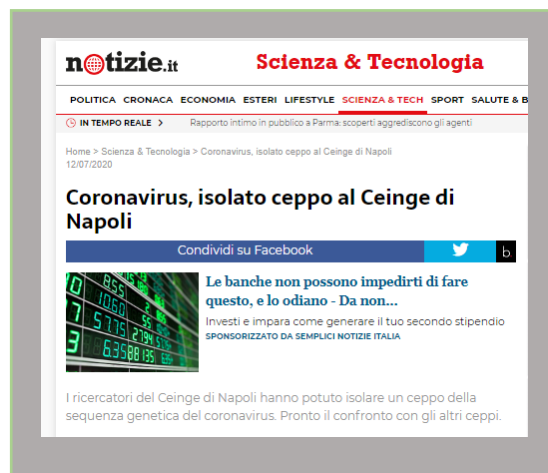 notizie.it
Scienza & Tecnologia
POLITICA CRONACA ECONOMIA ESTERI LIFESTYLE SCIENZA & TECH SPORT SALUTE & B
IN TEMPO REALE > Rapporto intimo in pubblico a Parma: scoperti aggrediscono gli agenti
Home > Scienza & Tecnologia > Coronavirus, isolato ceppo al Ceinge di Napoli
12/07/2020
Coronavirus, isolato ceppo al Ceinge di
Napoli
Condividi su Facebook
b
Le banche non possono impedirti di fare
questo, e lo odiano - Da non...
Investi e impara come generare il tuo secondo stipendio
SPONSORIZZATO DA SEMPLICI NOTIZIE ITALIA
I ricercatori del Ceinge di Napoli hanno potuto isolare un ceppo della
sequenza genetica del coronavirus. Pronto il confronto con gli altri ceppi.